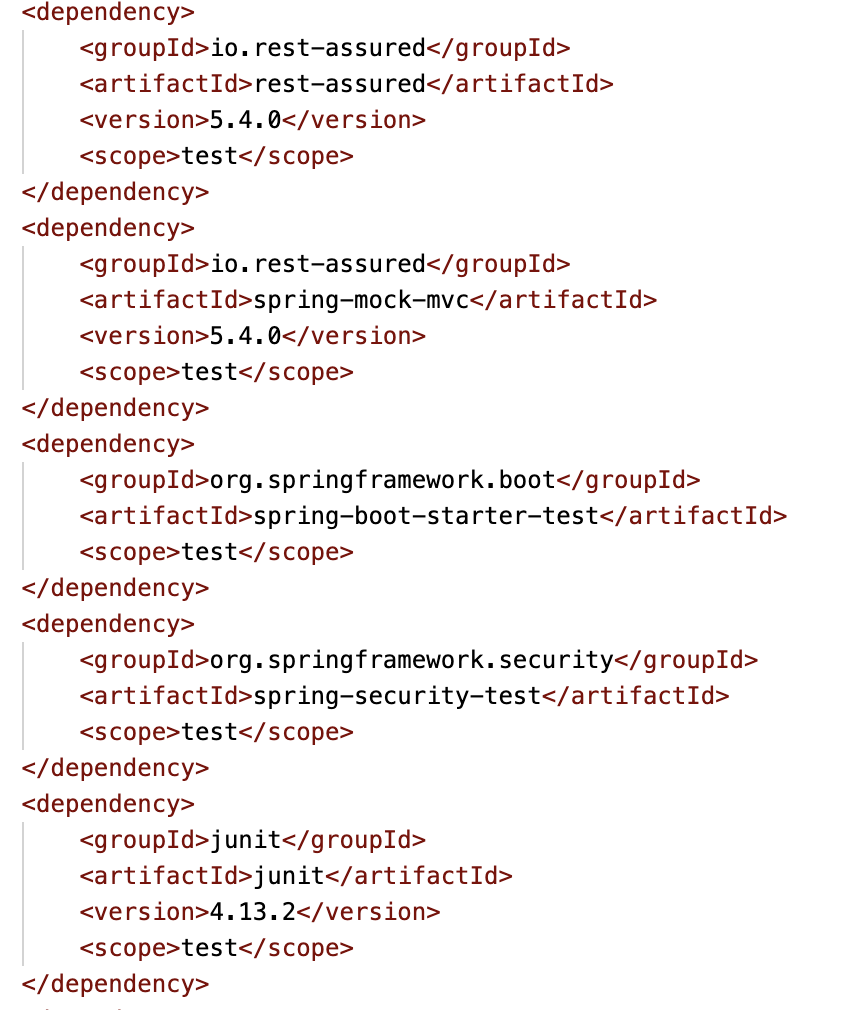 <dependency>
    <groupId>io.rest-assured</groupId>
    <artifactId>rest-assured</artifactId>
    <version>5.4.0</version>
    <scope>test</scope>
</dependency>
<dependency>
    <groupId>io.rest-assured</groupId>
    <artifactId>spring-mock-mvc</artifactId>
    <version>5.4.0</version>
    <scope>test</scope>
</dependency>
<dependency>
    <groupId>org.springframework.boot</groupId>
    <artifactId>spring-boot-starter-test</artifactId>
    <scope>test</scope>
</dependency>
<dependency>
    <groupId>org.springframework.security</groupId>
    <artifactId>spring-security-test</artifactId>
    <scope>test</scope>
</dependency>
<dependency>
    <groupId>junit</groupId>
    <artifactId>junit</artifactId>
    <version>4.13.2</version>
    <scope>test</scope>
</dependency>